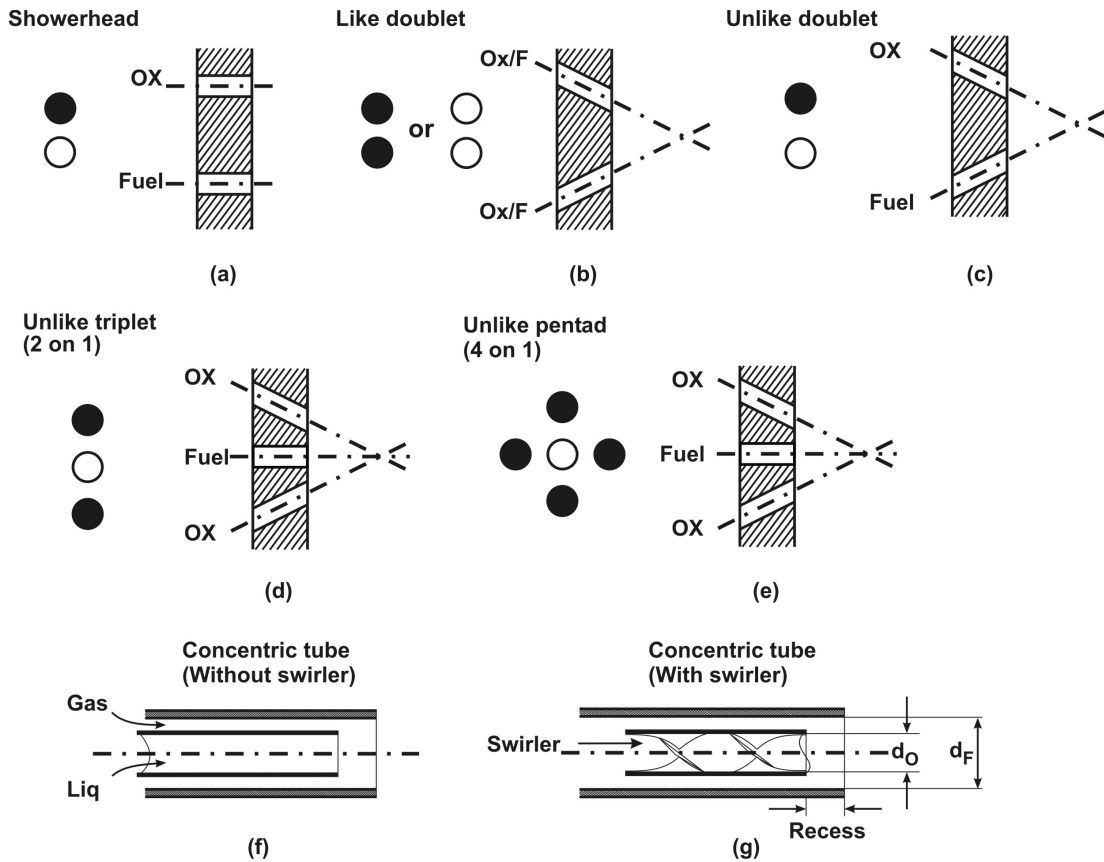 Showerhead
OX
Fuel
(a)
Like doublet
or
Ox/F
Ox/F
(b)
Unlike doublet
OX
Fuel
(c)
Unlike triplet
(2 on 1)
OX
Fuel
OX
(d)
Unlike pentad
(4 on 1)
OX
Fuel
OX
(e)
Concentric tube
(Without swirler)
Gas
Liq
(f)
Concentric tube
(With swirler)
Swirler
dO
dF
Recess
(g)